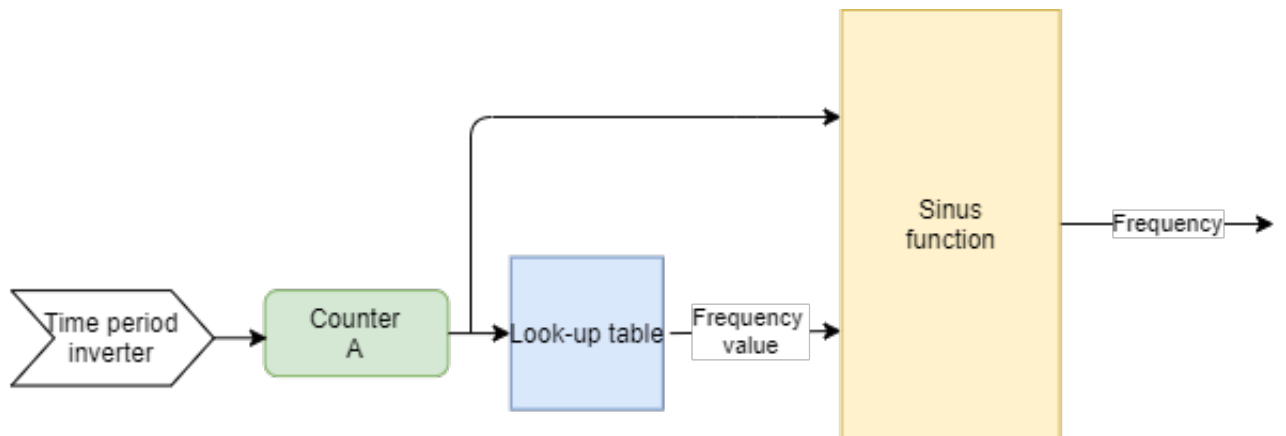 Time period
inverter
Counter
A
Look-up table
Frequency
value
Sinus
function
Frequency